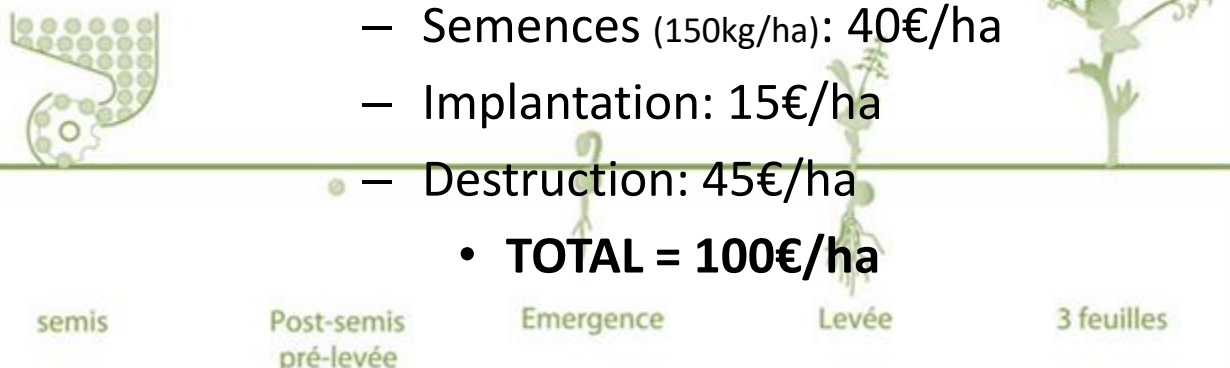 – Semences (150kg/ha): 40€/ha
– Implantation: 15€/ha
– Destruction: 45€/ha
• TOTAL = 100€/ha
semis
Post-semis
pré-levée
Emergence
Levée
3 feuilles